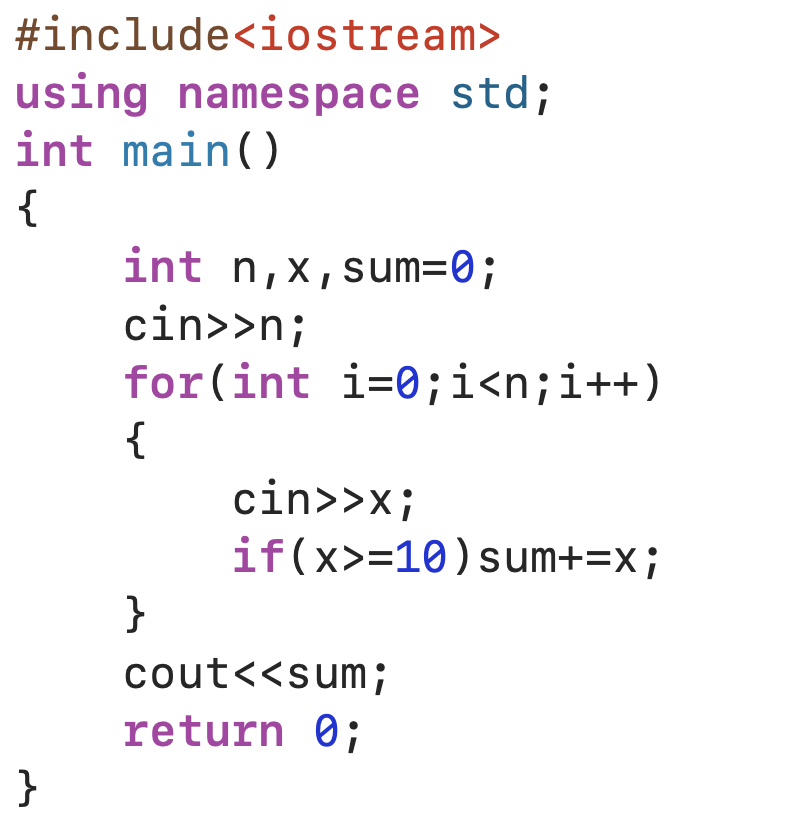 #include<iostream>
using namespace std;
int main()
{
    int n,x,sum=0;
    cin>>n;
    for(int i=0;i<n;i++)
    {
        cin>>x;
        if(x>=10)sum+=x;
    }
    cout<<sum;
    return 0;
}